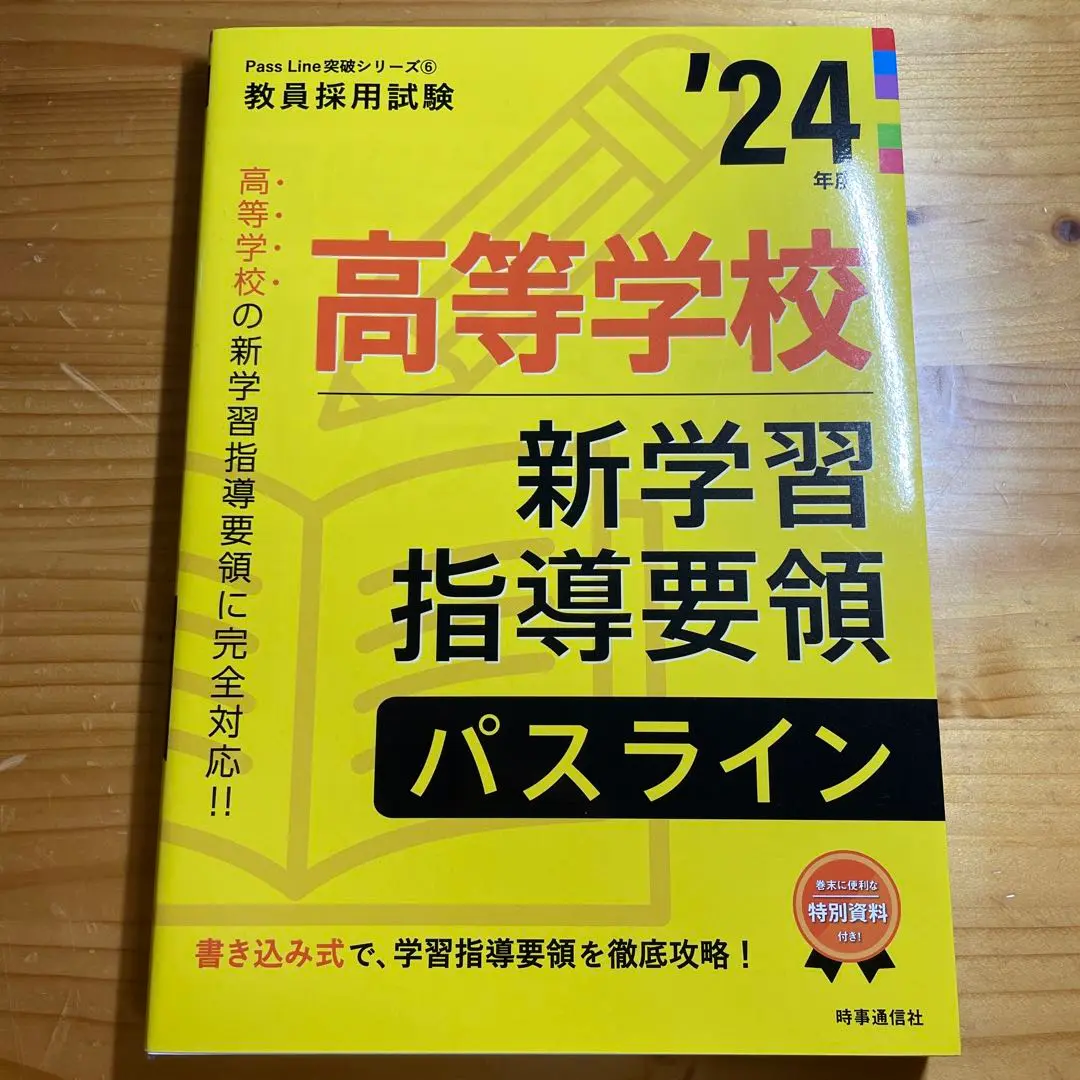 Pass Line突破シリーズ⑥
教員採用試験
'24
年度
高等学校の新学習指導要領に完全対応!!
高等学校
新学習
指導要領
パスライン
巻末に便利な
特別資料
付き!
書き込み式で、学習指導要領を徹底攻略！
時事通信社